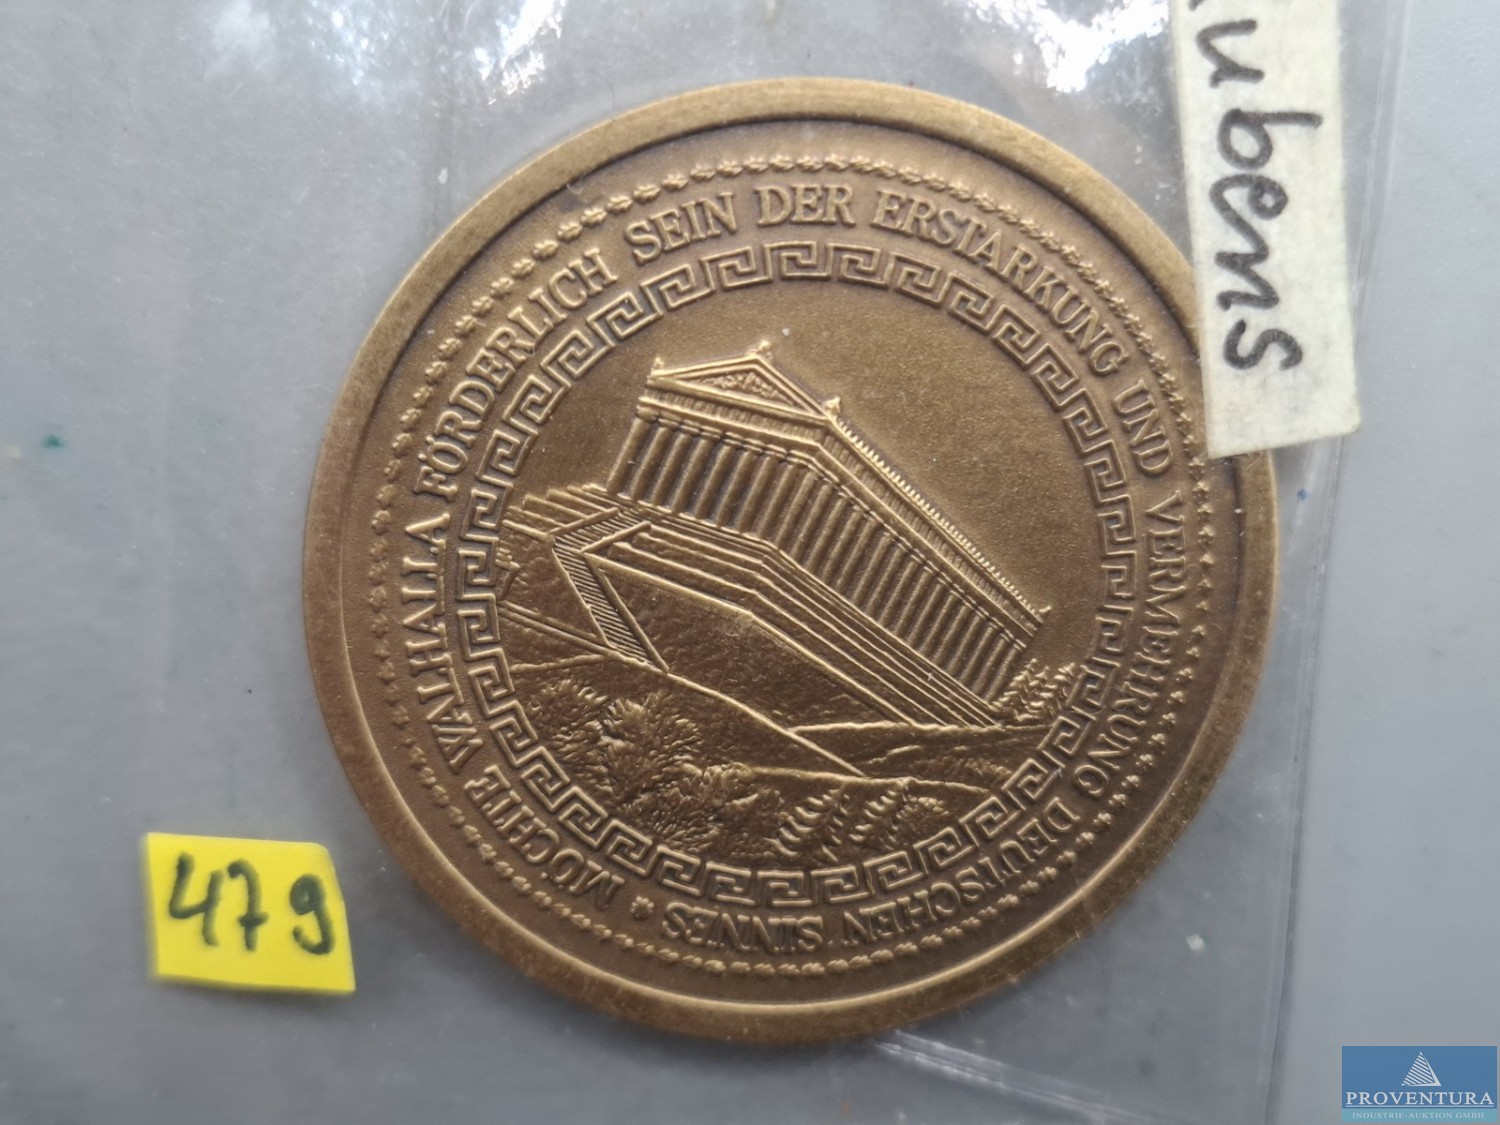 MÖCHTE WALHALLA FÖRDERLICH SEIN DER ERSTARKUNG UND VERMEHRUNG DEUTSCHEN SINNES *
ubens
479
PROVENTURA
INDUSTRIE-AUKTION GMBH